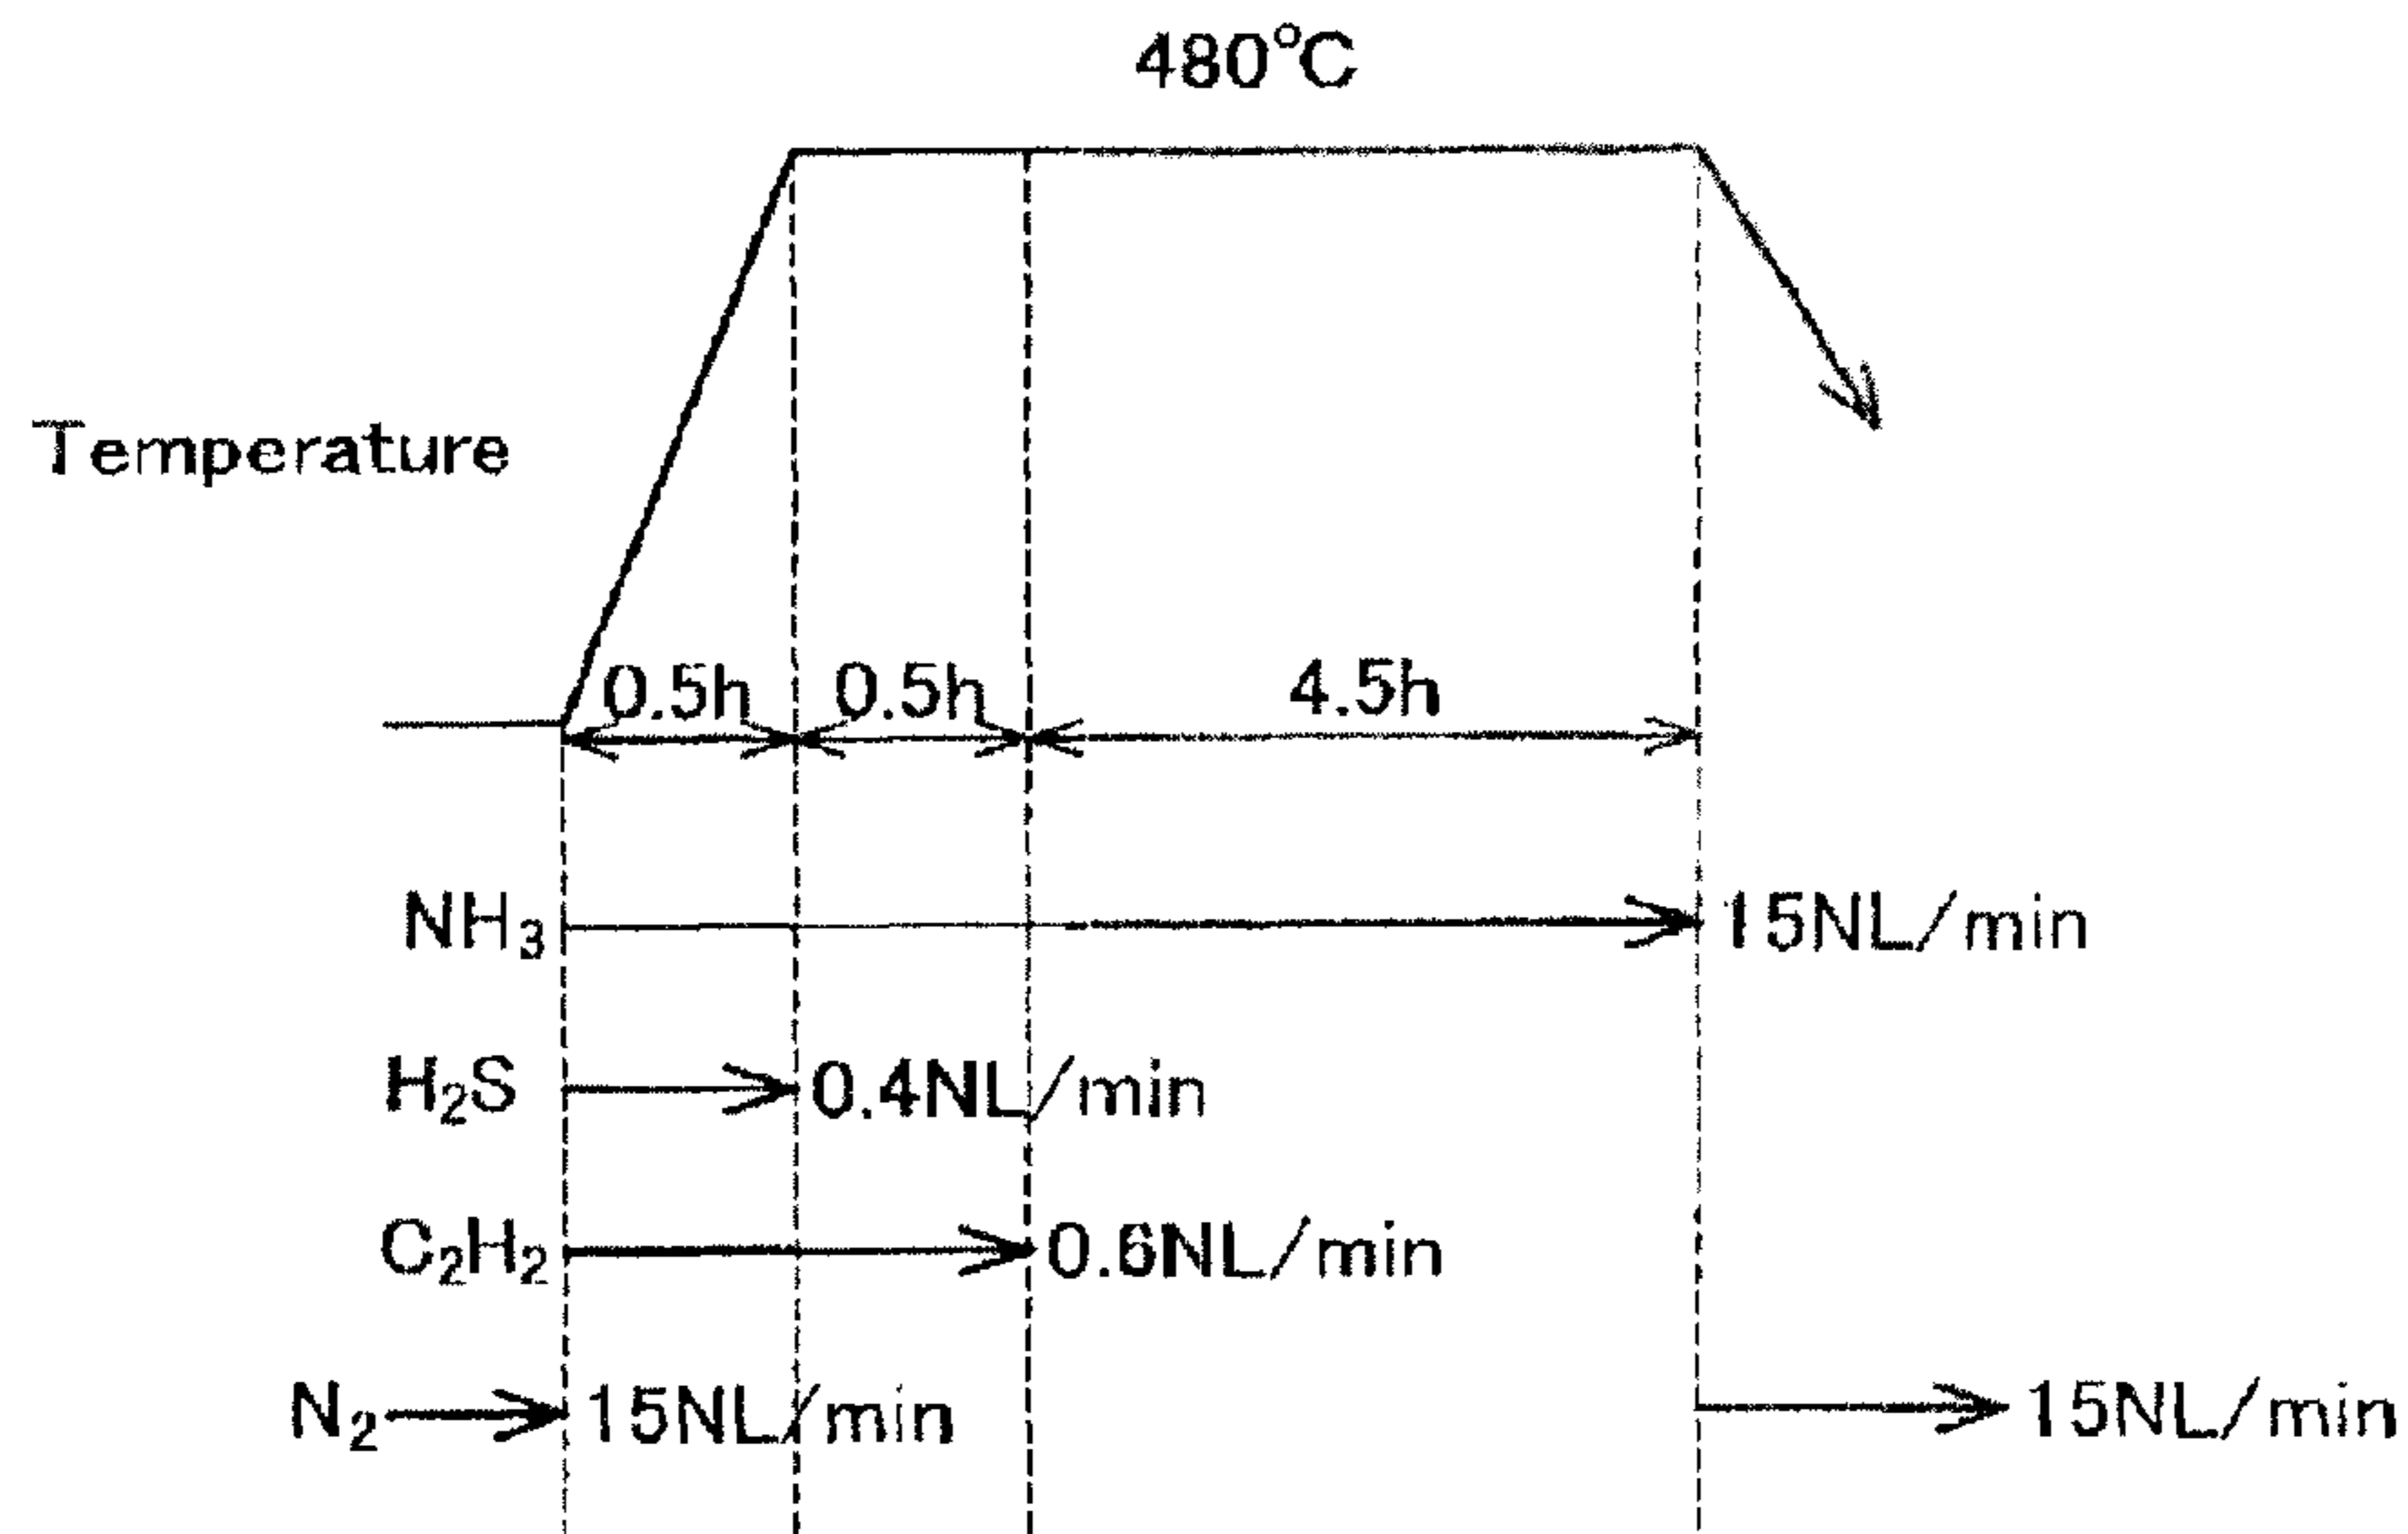 480°C
Temperature
0.5h 0.5h 4.5h
NH₃ 15NL/min
H₂S 0.4NL/min
C₂H₂ 0.6NL/min
N₂ 15NL/min 15NL/min